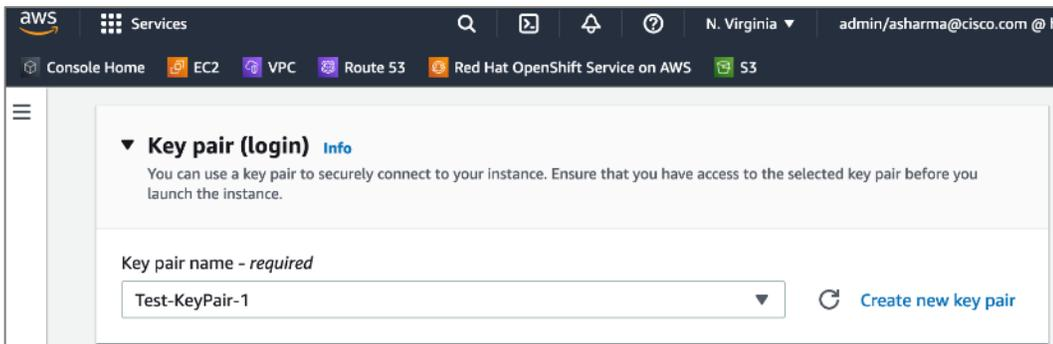 aws
Services
N. Virginia
admin/asharma@cisco.com @
Console Home
EC2
VPC
Route 53
Red Hat OpenShift Service on AWS
S3
Key pair (login) Info
You can use a key pair to securely connect to your instance. Ensure that you have access to the selected key pair before you
launch the instance.
Key pair name - required
Test-KeyPair-1
Create new key pair